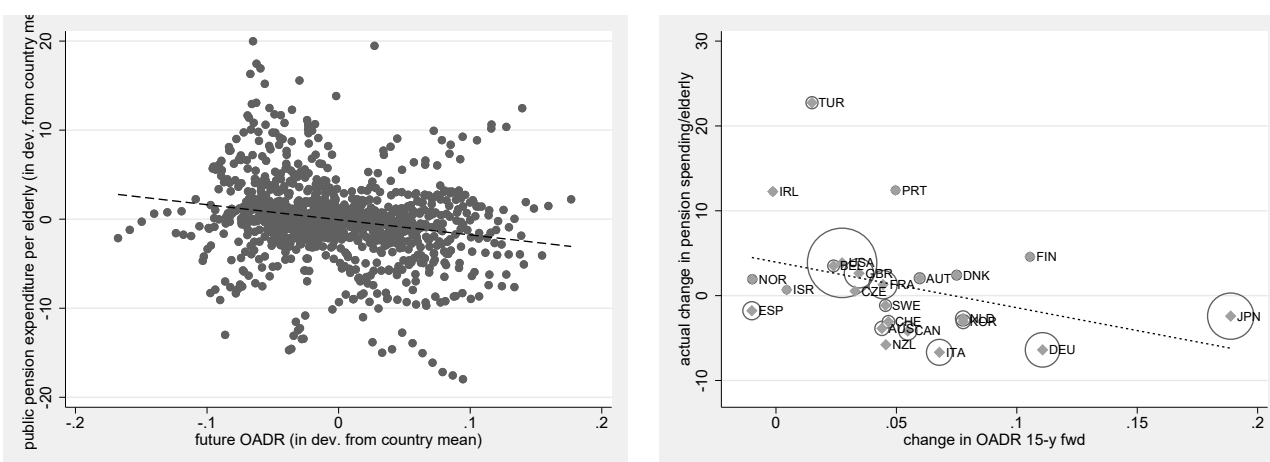 public pension expenditure per elderly (in dev. from country me
20
10
0
-10
-20
-.2
-.1
0
.1
.2
future OADR (in dev. from country mean)
actual change in pension spending/elderly
30
20
10
0
-10
TUR
IRL
PRT
FIN
USA
BEL
GBR
NOR
AUT
DNK
ISR
CZE
FRA
ESP
SWE
CHE
NLD
KOR
AUS
CAN
JPN
NZL
ITA
DEU
0
.05
.1
.15
.2
change in OADR 15-y fwd